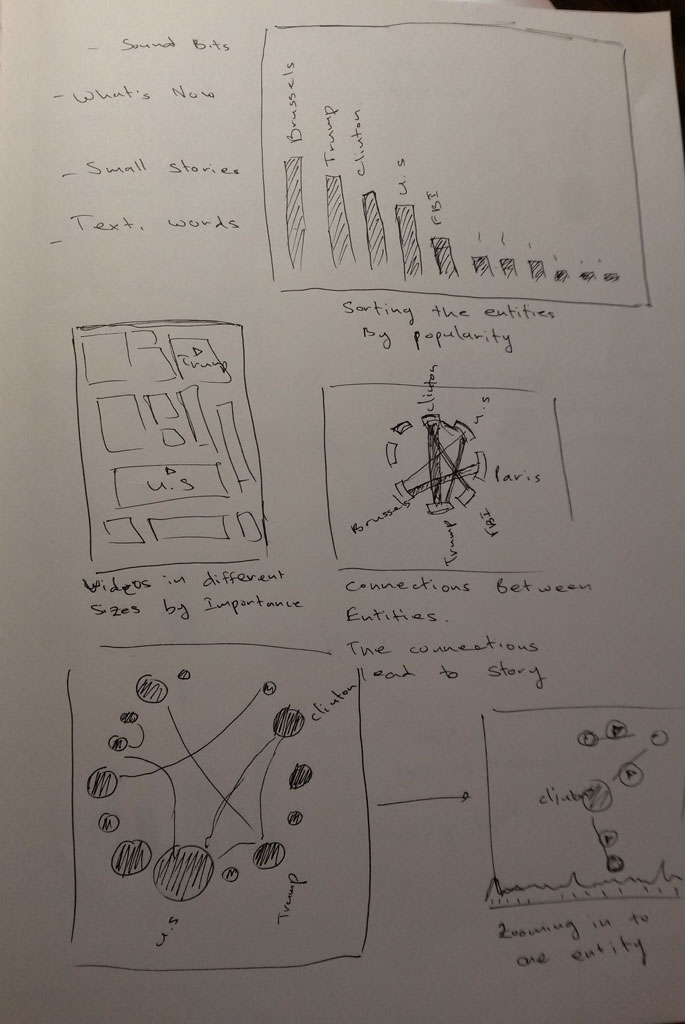 - Sound Bits
- What's Now
- Small stories
- Text, words
Brussels
Trump
Clinton
U.S
FBI
Sorting the entities
By popularity
Trump
U.S
Videos in different
Sizes by Importance
Clinton
U.S
Paris
FBI
Trump
Brussels
Connections Between
Entities.
The connections
lead to story
Clinton
Trump
U.S
Clinton
Zooming in to
one entity